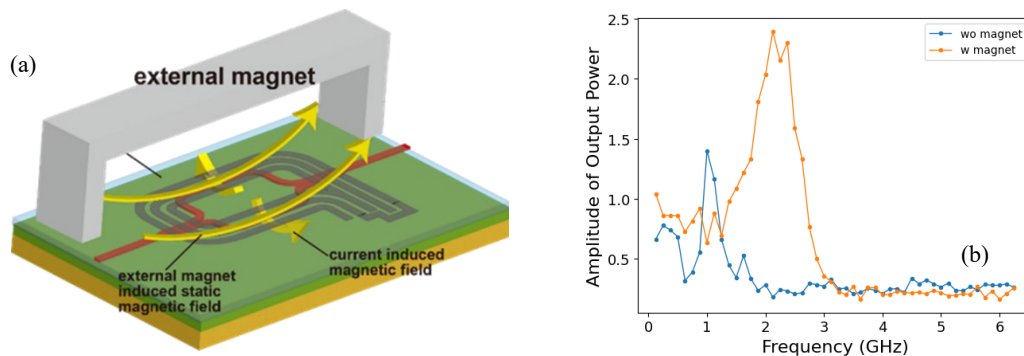 (a)
external magnet
external magnet
induced static
magnetic field
current induced
magnetic field
Amplitude of Output Power
2.5
2.0
1.5
1.0
0.5
wo magnet
w magnet
(b)
0 1 2 3 4 5 6
Frequency (GHz)